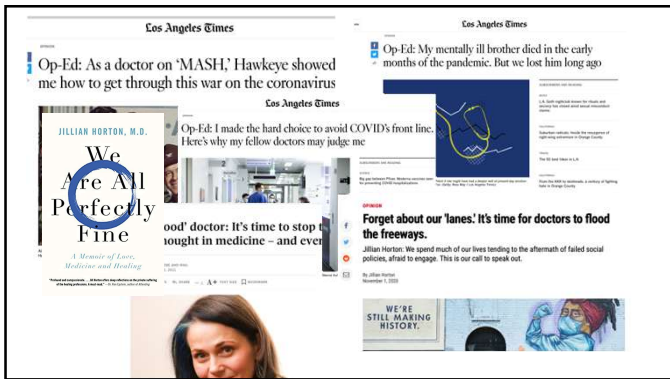 Los Angeles Times
OPINION
Op-Ed: As a doctor on ‘MASH,’ Hawkeye showed
me how to get through this war on the coronavirus
Los Angeles Times
Op-Ed: My mentally ill brother died in the early
months of the pandemic. But we lost him long ago
Los Angeles Times
Op-Ed: I made the hard choice to avoid COVID’s front line.
Here’s why my fellow doctors may judge me
JILLIAN HORTON, M.D.
We
Are All
Perfectly
Fine
A Memoir of Love,
Medicine and Healing
ood’ doctor: It’s time to stop t
ought in medicine – and ever
SUBSCRIBERS ARE READING
OPINION
Forget about our ‘lanes.’ It’s time for doctors to flood
the freeways.
Jillian Horton: We spend much of our lives tending to the aftermath of failed social
policies, afraid to engage. This is our call to speak out.
By Jillian Horton
November 1, 2020
WE'RE
STILL MAKING
HISTORY.